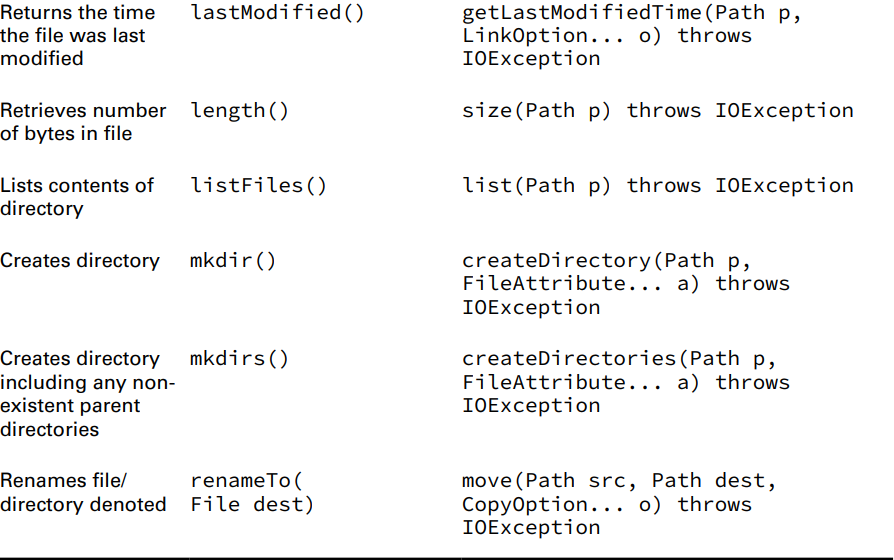 Returns the time
the file was last
modified
lastModified()
getLastModifiedTime(Path p,
LinkOption... o) throws
IOException
Retrieves number
of bytes in file
length()
size(Path p) throws IOException
Lists contents of
directory
listFiles()
list(Path p) throws IOException
Creates directory
mkdir()
createDirectory(Path p,
FileAttribute... a) throws
IOException
Creates directory
including any non-
existent parent
directories
mkdirs()
createDirectories(Path p,
FileAttribute... a) throws
IOException
Renames file/
directory denoted
renameTo(
File dest)
move(Path src, Path dest,
CopyOption... o) throws
IOException